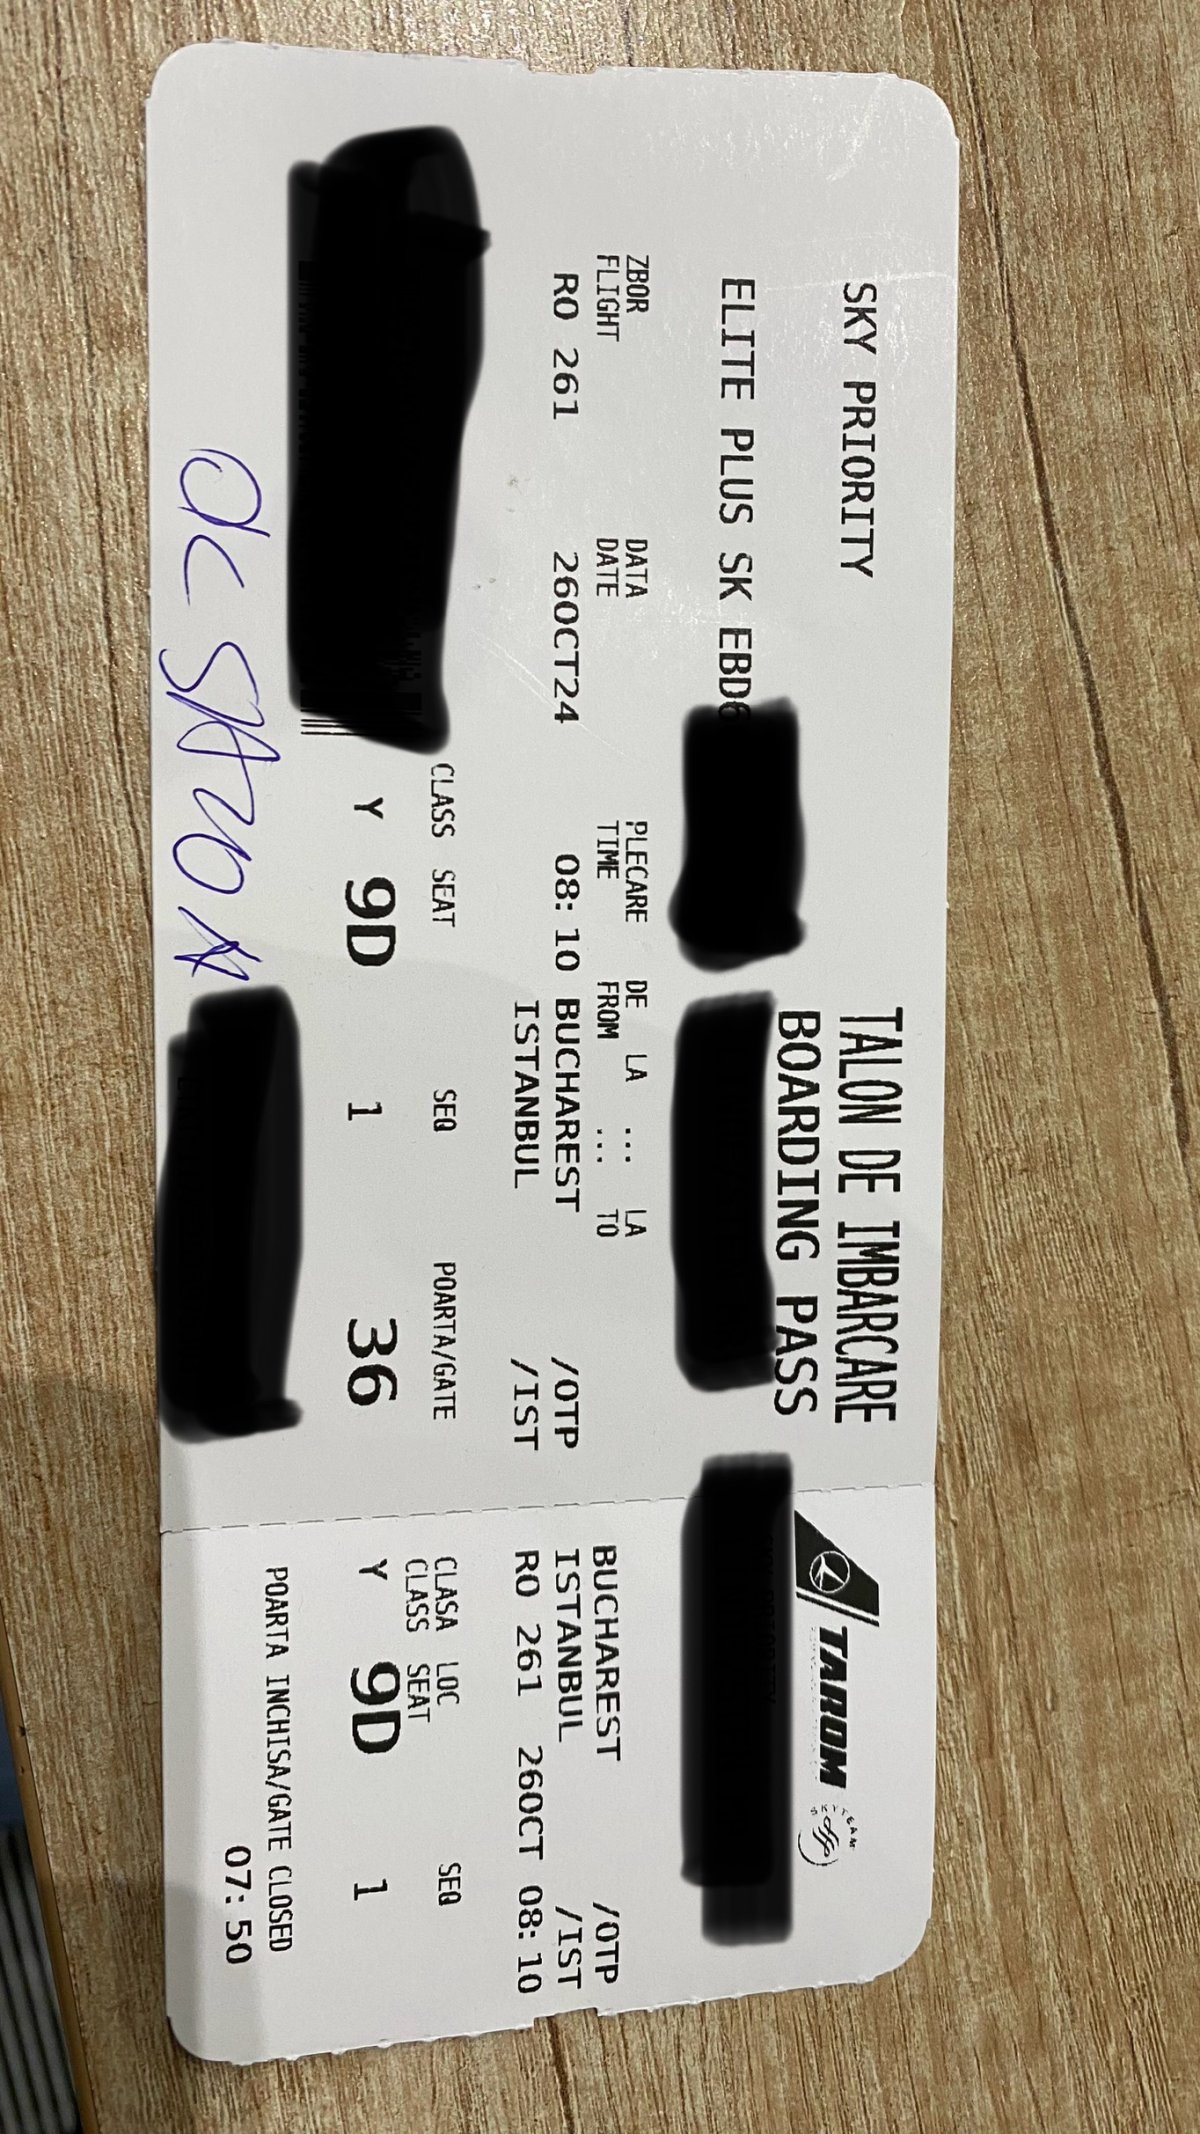 SKY PRIORITY
TALON DE IMBARCARE
BOARDING PASS
ELITE PLUS SK EBD6
ZBOR DATA PLECARE DE LA ... LA
FLIGHT DATE TIME FROM ... TO
RO 261 26OCT24 08:10 BUCHAREST /OTP
ISTANBUL /IST
CLASS SEAT SEQ POARTA/GATE
Y 9D 1 36
OK
TAROM
SKYTEAM
BUCHAREST /OTP
ISTANBUL /IST
RO 261 26OCT 08:10
CLASA LOC SEQ
CLASS SEAT
Y 9D 1
POARTA INCHISA/GATE CLOSED
07:50